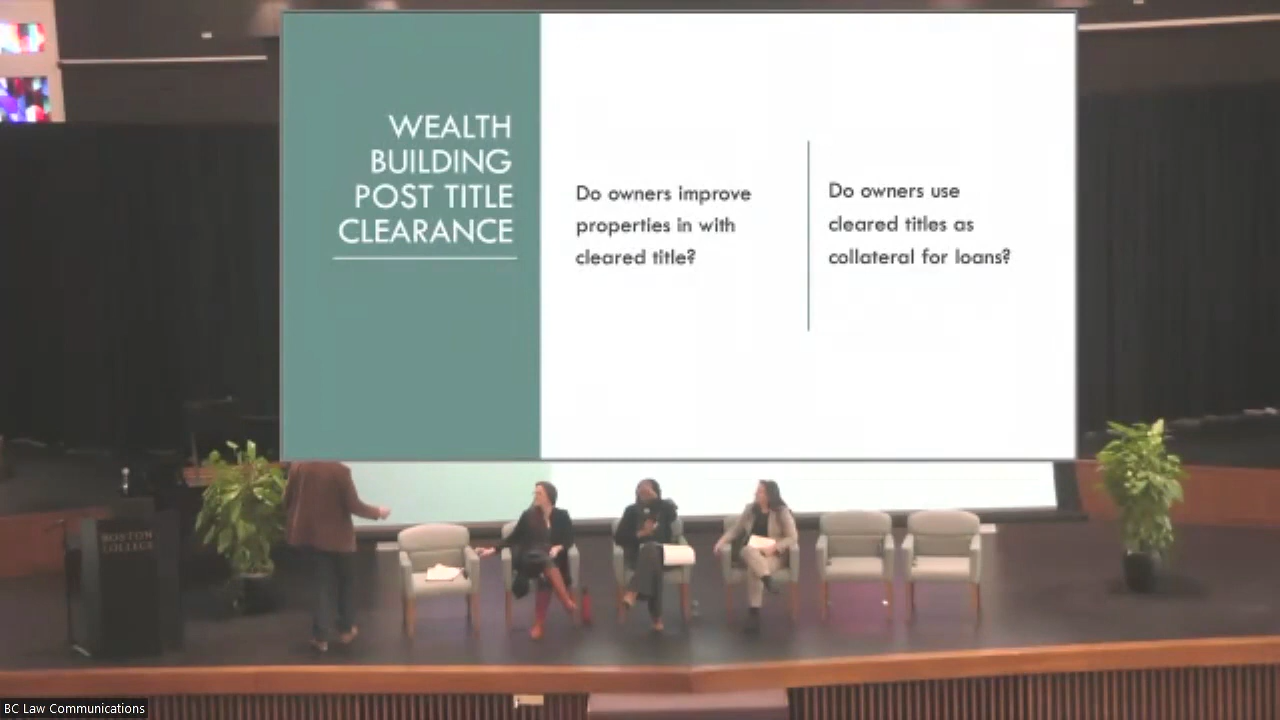 WEALTH
BUILDING
POST TITLE
CLEARANCE
Do owners improve
properties in with
cleared title?
Do owners use
cleared titles as
collateral for loans?
BOSTON
COLLEGE
BC Law Communications